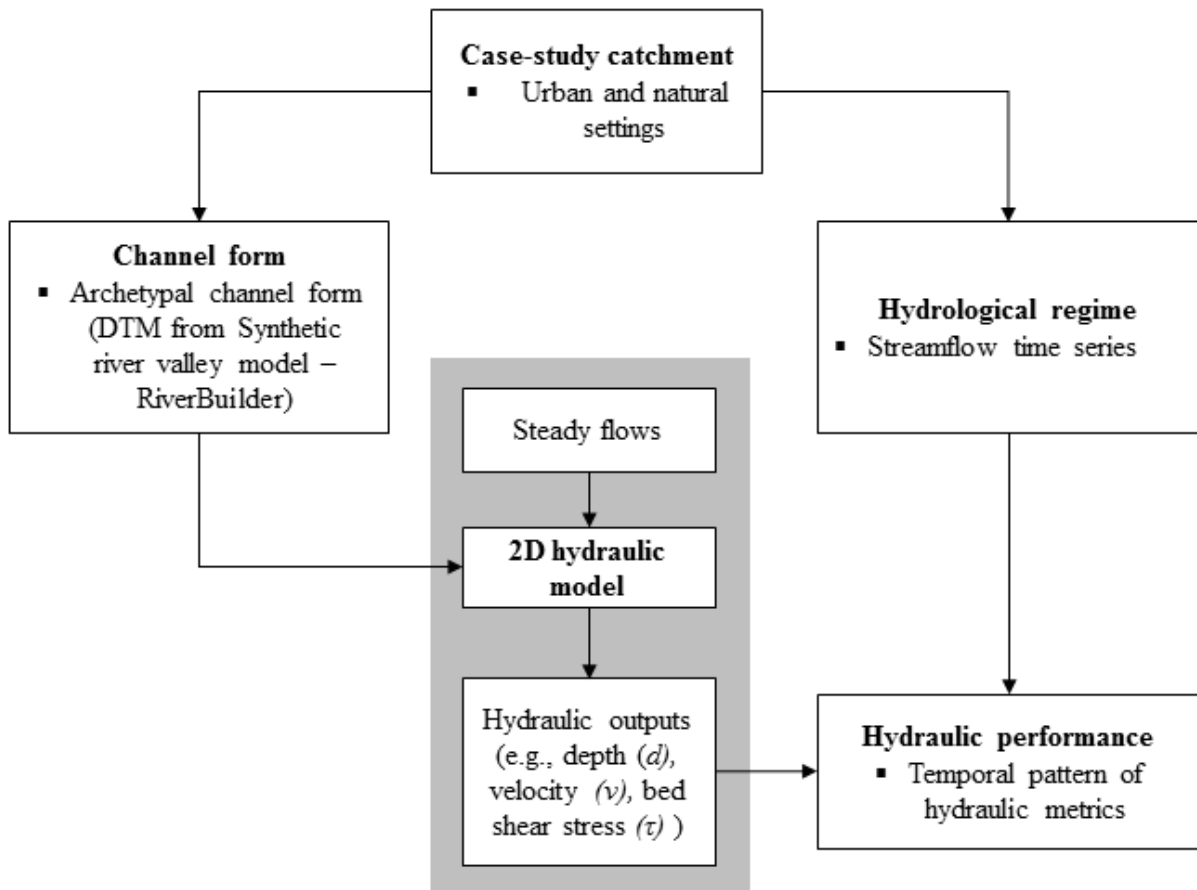 Case-study catchment
▪ Urban and natural
settings
Channel form
▪ Archetypal channel form
(DTM from Synthetic
river valley model –
RiverBuilder)
Hydrological regime
▪ Streamflow time series
Steady flows
2D hydraulic
model
Hydraulic outputs
(e.g., depth (d),
velocity (v), bed
shear stress (τ) )
Hydraulic performance
▪ Temporal pattern of
hydraulic metrics